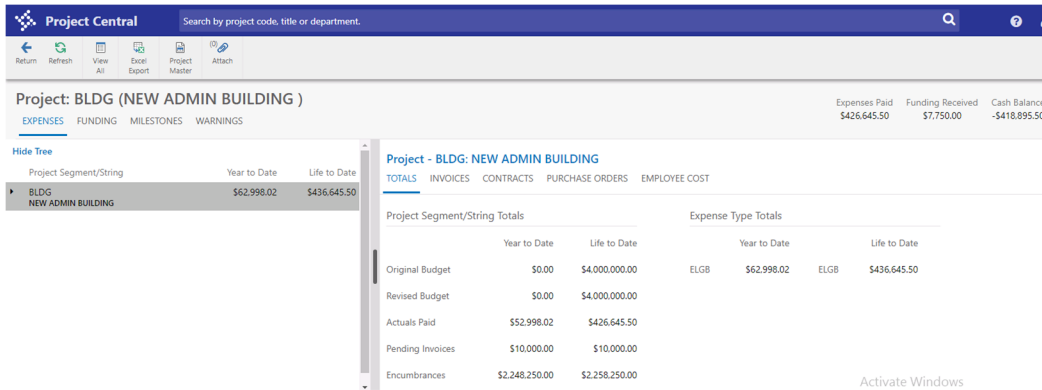 Project Central
Search by project code, title or department.
Return
Refresh
View All
Excel Export
Project Master
(0)
Attach
Project: BLDG (NEW ADMIN BUILDING )
Expenses Paid Funding Received Cash Balance
$426,645.50 $7,750.00 -$418,895.50
EXPENSES FUNDING MILESTONES WARNINGS
Hide Tree
Project Segment/String Year to Date Life to Date
BLDG $62,998.02 $436,645.50
NEW ADMIN BUILDING
Project - BLDG: NEW ADMIN BUILDING
TOTALS INVOICES CONTRACTS PURCHASE ORDERS EMPLOYEE COST
Project Segment/String Totals
Year to Date Life to Date
Original Budget $0.00 $4,000,000.00
Revised Budget $0.00 $4,000,000.00
Actuals Paid $52,998.02 $426,645.50
Pending Invoices $10,000.00 $10,000.00
Encumbrances $2,248,250.00 $2,258,250.00
Expense Type Totals
Year to Date Life to Date
ELGB $62,998.02 ELGB $436,645.50
Activate Windows